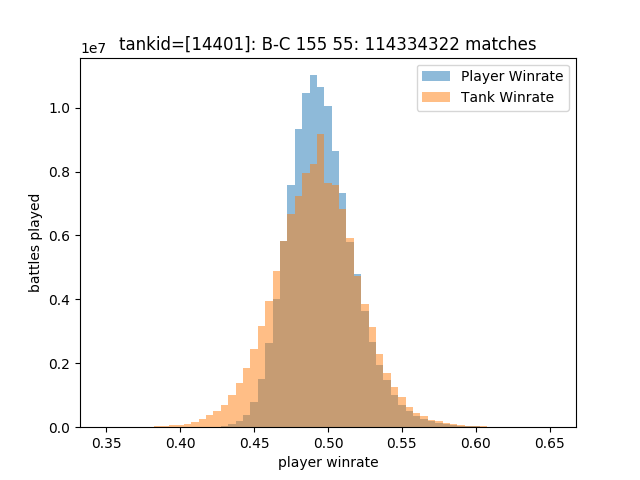 tankid=[14401]: B-C 155 55: 114334322 matches
1e7
Player Winrate
Tank Winrate
1.0
0.8
0.6
0.4
0.2
0.0
battles played
0.35 0.40 0.45 0.50 0.55 0.60 0.65
player winrate